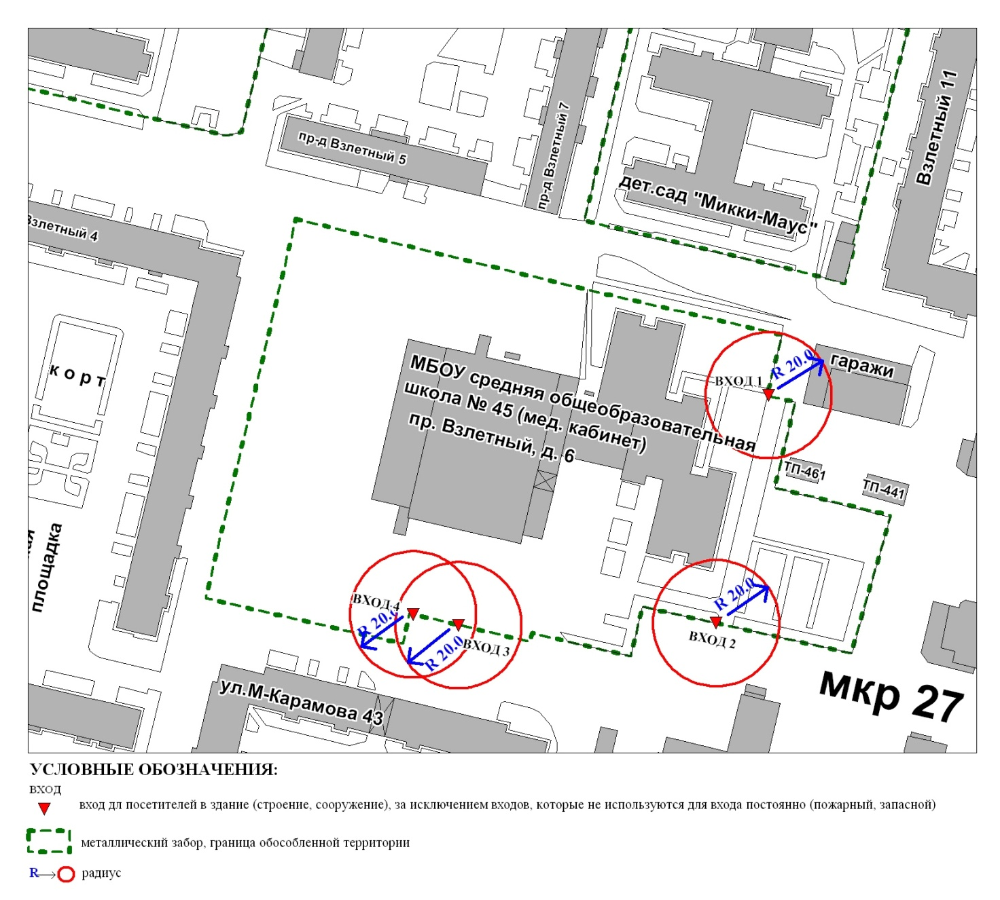 пр-д Взлетный 5
пр-д Взлетный 7
Взлетный 11
дет.сад "Микки-Маус"
Взлетный 4
корт
площадка
МБОУ средняя общеобразовательная
школа № 45 (мед. кабинет)
пр. Взлетный, д. 6
ВХОД 1
R 20.0
гаражи
ТП-461
ТП-441
ВХОД 4
R 20.0
ВХОД 3
R 20.0
ВХОД 2
R 20.0
ул.М-Карамова 43
мкр 27
УСЛОВНЫЕ ОБОЗНАЧЕНИЯ:
ВХОД
вход дл посетителей в здание (строение, сооружение), за исключением входов, которые не используются для входа постоянно (пожарный, запасной)
металлический забор, граница обособленной территории
R
радиус